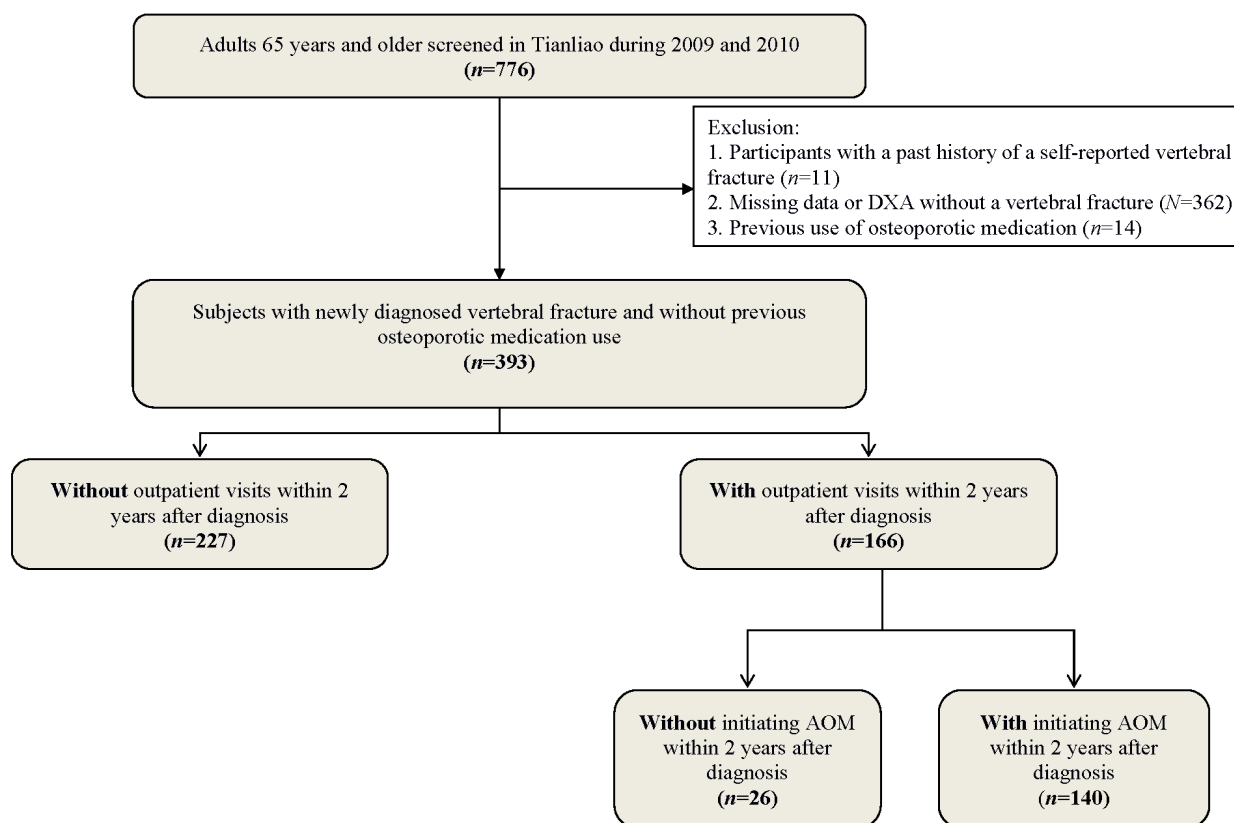 Adults 65 years and older screened in Tianliao during 2009 and 2010
(n=776)
Exclusion:
1. Participants with a past history of a self-reported vertebral
fracture (n=11)
2. Missing data or DXA without a vertebral fracture (N=362)
3. Previous use of osteoporotic medication (n=14)
Subjects with newly diagnosed vertebral fracture and without previous
osteoporotic medication use
(n=393)
Without outpatient visits within 2
years after diagnosis
(n=227)
With outpatient visits within 2 years
after diagnosis
(n=166)
Without initiating AOM
within 2 years after
diagnosis
(n=26)
With initiating AOM
within 2 years after
diagnosis
(n=140)